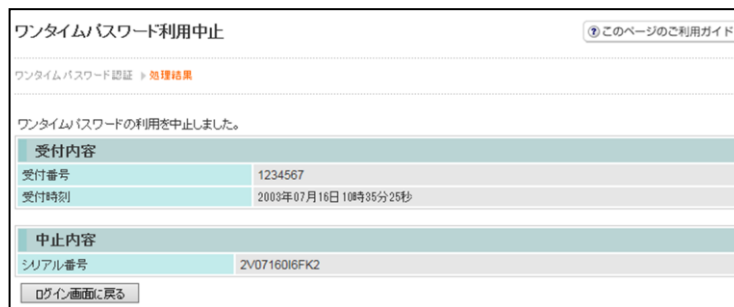 ワンタイムパスワード利用中止
?このページのご利用ガイド
ワンタイムパスワード認証 ▶ 処理結果
ワンタイムパスワードの利用を中止しました。
受付内容
受付番号 1234567
受付時刻 2003年07月16日10時35分25秒
中止内容
シリアル番号 2V07160I6FK2
ログイン画面に戻る